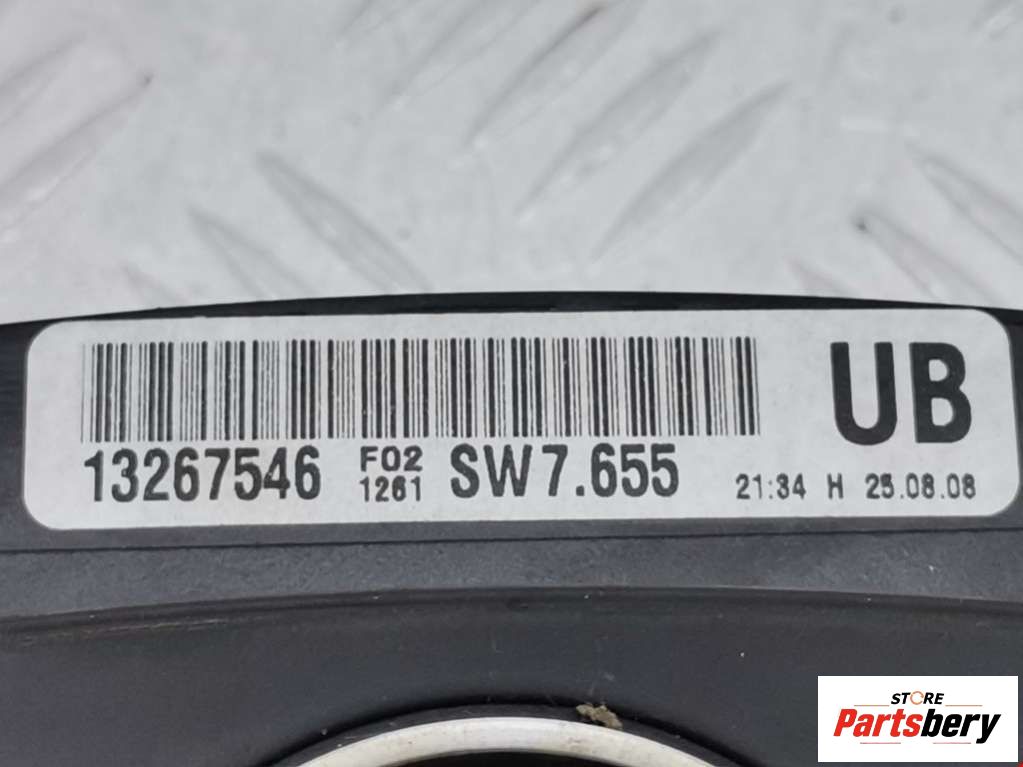 UB
13267546 F02 1261 SW7.655 21:34 H 25.08.08
STORE
Partsbery